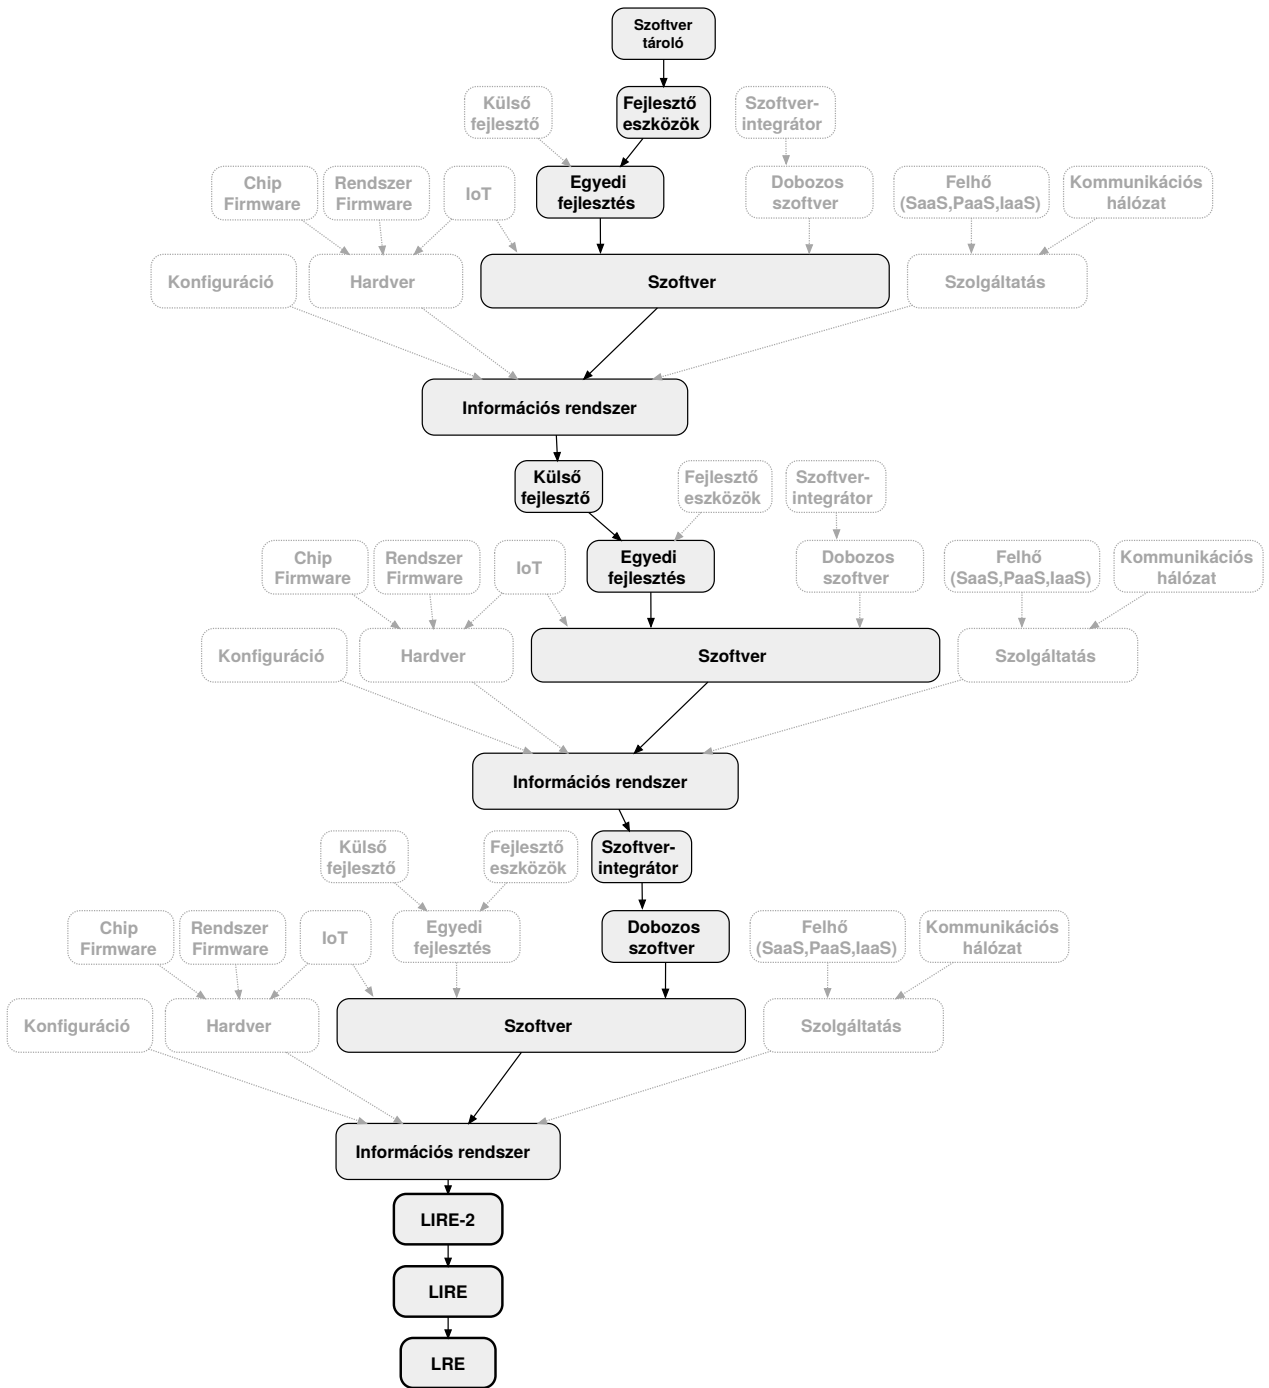 Szoftver
tároló
Külső
fejlesztő
Fejlesztő
eszközök
Szoftver-
integrátor
Chip
Firmware
Rendszer
Firmware
IoT
Egyedi
fejlesztés
Dobozos
szoftver
Felhő
(SaaS,PaaS,IaaS)
Kommunikációs
hálózat
Konfiguráció
Hardver
Szoftver
Szolgáltatás
Információs rendszer
Külső
fejlesztő
Fejlesztő
eszközök
Szoftver-
integrátor
Chip
Firmware
Rendszer
Firmware
IoT
Egyedi
fejlesztés
Dobozos
szoftver
Felhő
(SaaS,PaaS,IaaS)
Kommunikációs
hálózat
Konfiguráció
Hardver
Szoftver
Szolgáltatás
Információs rendszer
Külső
fejlesztő
Fejlesztő
eszközök
Szoftver-
integrátor
Chip
Firmware
Rendszer
Firmware
IoT
Egyedi
fejlesztés
Dobozos
szoftver
Felhő
(SaaS,PaaS,IaaS)
Kommunikációs
hálózat
Konfiguráció
Hardver
Szoftver
Szolgáltatás
Információs rendszer
LIRE-2
LIRE
LRE